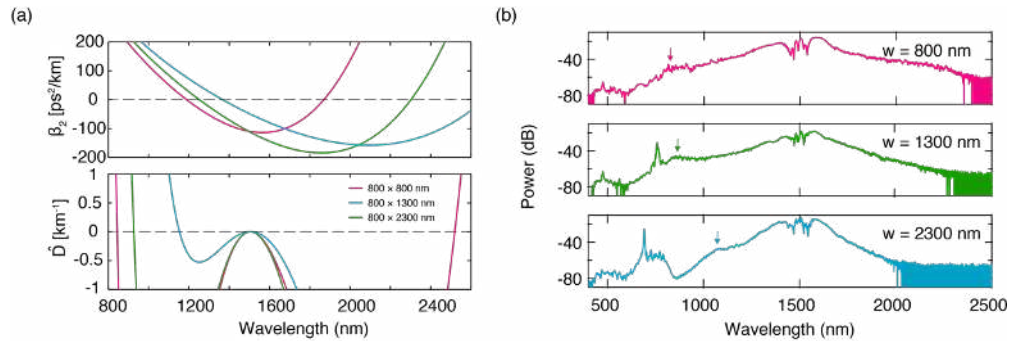 (a)
200
100
0
-100
-200
β₂ [ps²/km]
1
0.5
0
-0.5
-1
D̂ [km⁻¹]
800 × 800 nm
800 × 1300 nm
800 × 2300 nm
800 1200 1600 2000 2400
Wavelength (nm)
(b)
-40
-80
w = 800 nm
-40
-80
w = 1300 nm
Power (dB)
-40
-80
w = 2300 nm
500 1000 1500 2000 2500
Wavelength (nm)